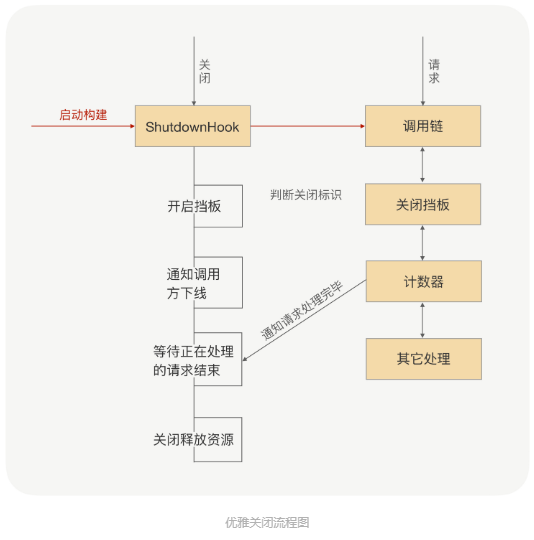 关
闭
请
求
启动构建
ShutdownHook
调用链
开启挡板
判断关闭标识
关闭挡板
通知调用
方下线
计数器
通知请求处理完毕
等待正在处理
的请求结束
其它处理
关闭释放资源
优雅关闭流程图